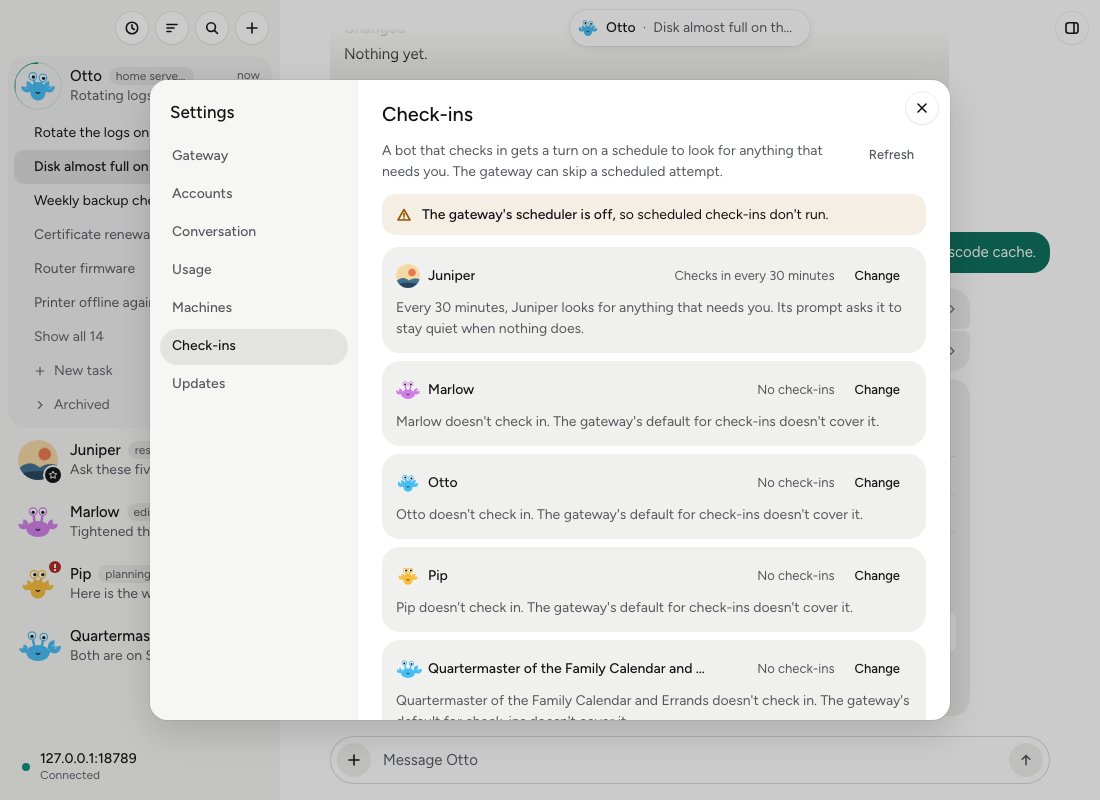 Otto · Disk almost full on th...
Nothing yet.
Otto home serve... now
Rotating logs
Rotate the logs on
Disk almost full on
Weekly backup che
Certificate renewa
Router firmware
Printer offline again
Show all 14
+ New task
Archived
Juniper res
Ask these fiv
Marlow edi
Tightened th
Pip planning
Here is the w
Quartermas
Both are on S
127.0.0.1:18789
Connected
scode cache.
+ Message Otto
Settings
Gateway
Accounts
Conversation
Usage
Machines
Check-ins
Updates
Check-ins
A bot that checks in gets a turn on a schedule to look for anything that
needs you. The gateway can skip a scheduled attempt.
Refresh
The gateway's scheduler is off, so scheduled check-ins don't run.
Juniper Checks in every 30 minutes Change
Every 30 minutes, Juniper looks for anything that needs you. Its prompt asks it to
stay quiet when nothing does.
Marlow No check-ins Change
Marlow doesn't check in. The gateway's default for check-ins doesn't cover it.
Otto No check-ins Change
Otto doesn't check in. The gateway's default for check-ins doesn't cover it.
Pip No check-ins Change
Pip doesn't check in. The gateway's default for check-ins doesn't cover it.
Quartermaster of the Family Calendar and ... No check-ins Change
Quartermaster of the Family Calendar and Errands doesn't check in. The gateway's
default for check-ins doesn't cover it.